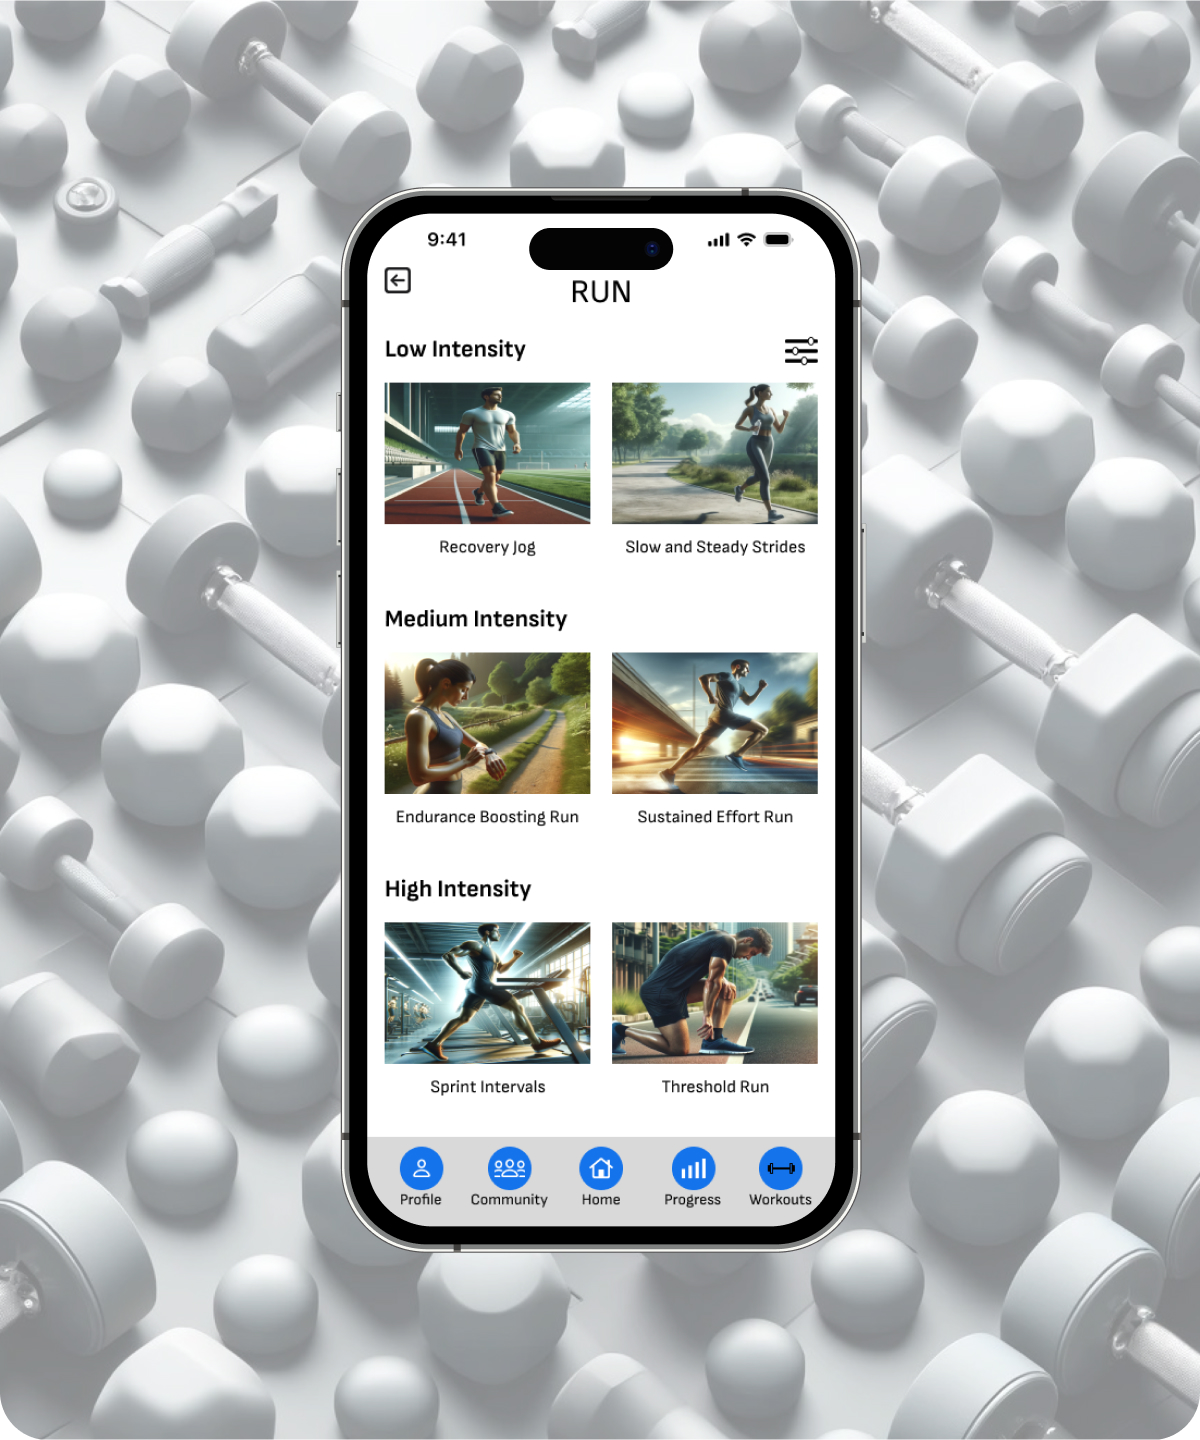 9:41
RUN
Low Intensity
Recovery Jog
Slow and Steady Strides
Medium Intensity
Endurance Boosting Run
Sustained Effort Run
High Intensity
Sprint Intervals
Threshold Run
Profile
Community
Home
Progress
Workouts